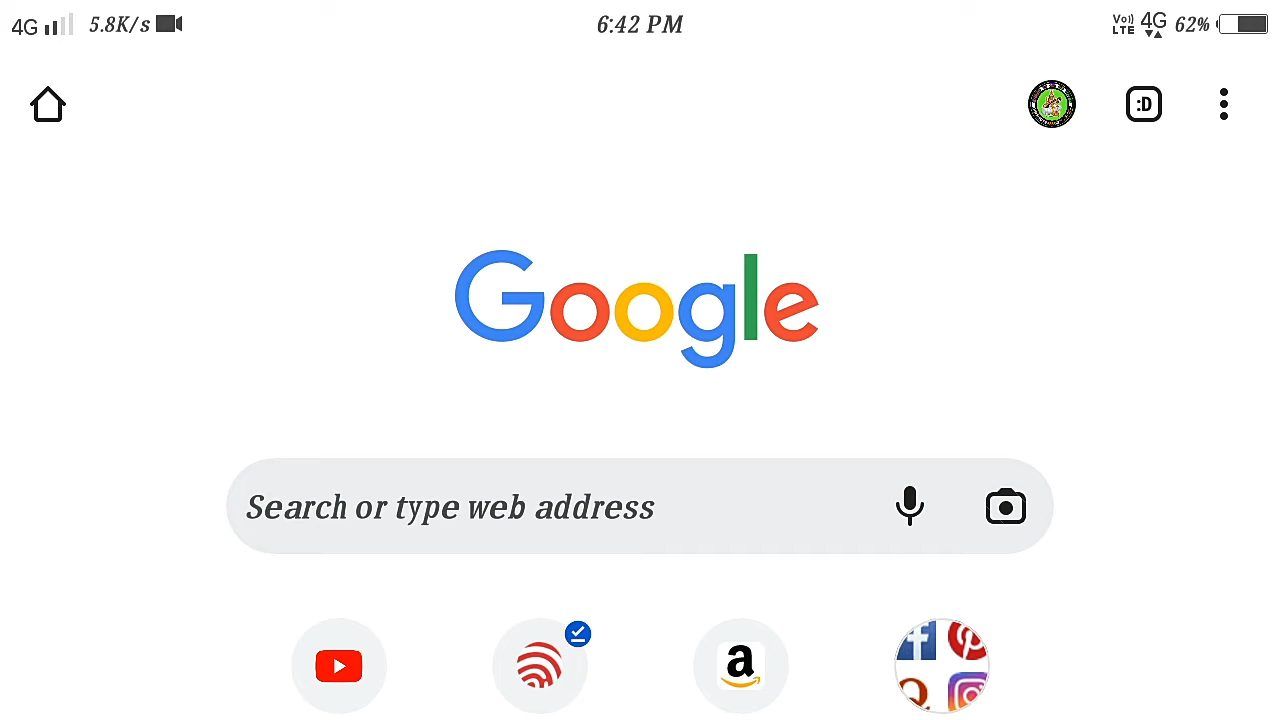 4G 5.8K/s 6:42 PM Vo)) LTE 4G 62%
:D
Google
Search or type web address
a